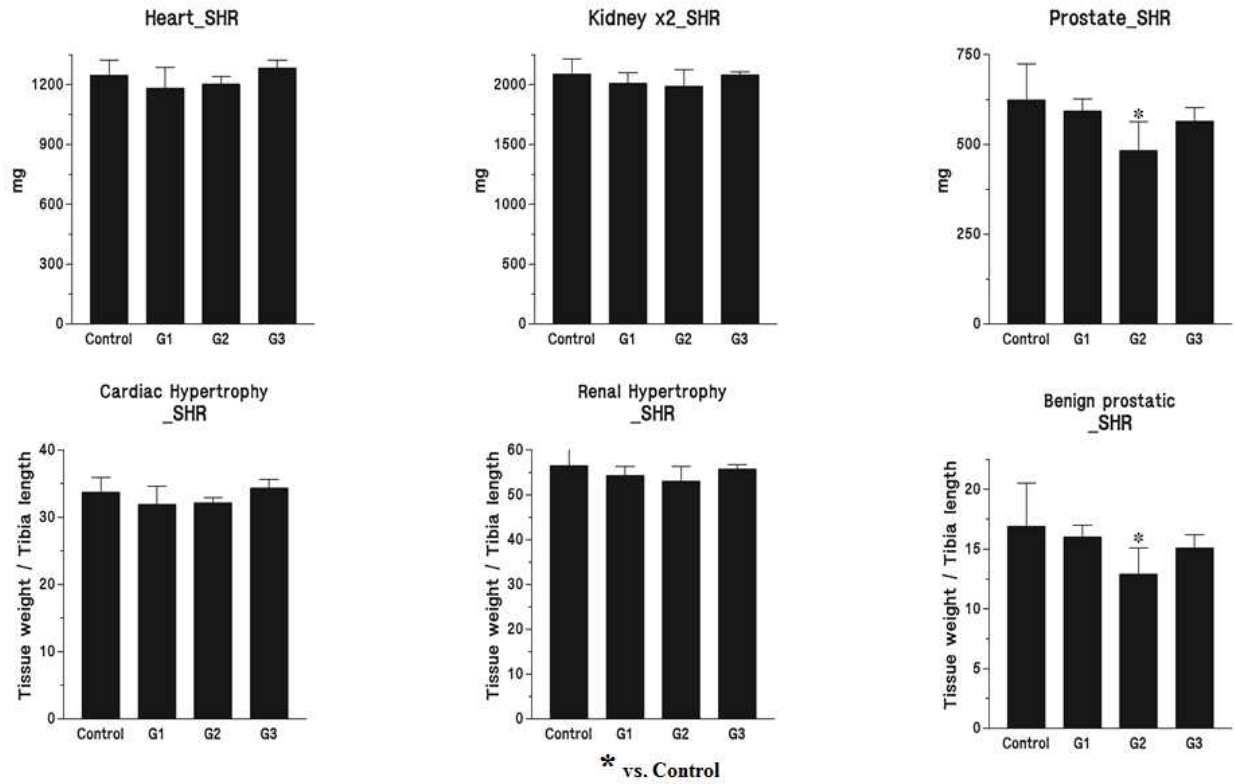 Heart_SHR
mg
1200
900
600
300
0
Control G1 G2 G3
Kidney x2_SHR
mg
2000
1500
1000
500
0
Control G1 G2 G3
Prostate_SHR
mg
750
500
250
0
*
Control G1 G2 G3
Cardiac Hypertrophy
_SHR
Tissue weight / Tibia length
40
30
20
10
0
Control G1 G2 G3
Renal Hypertrophy
_SHR
Tissue weight / Tibia length
60
50
40
30
20
10
0
Control G1 G2 G3
Benign prostatic
_SHR
Tissue weight / Tibia length
20
15
10
5
0
*
Control G1 G2 G3
* vs. Control